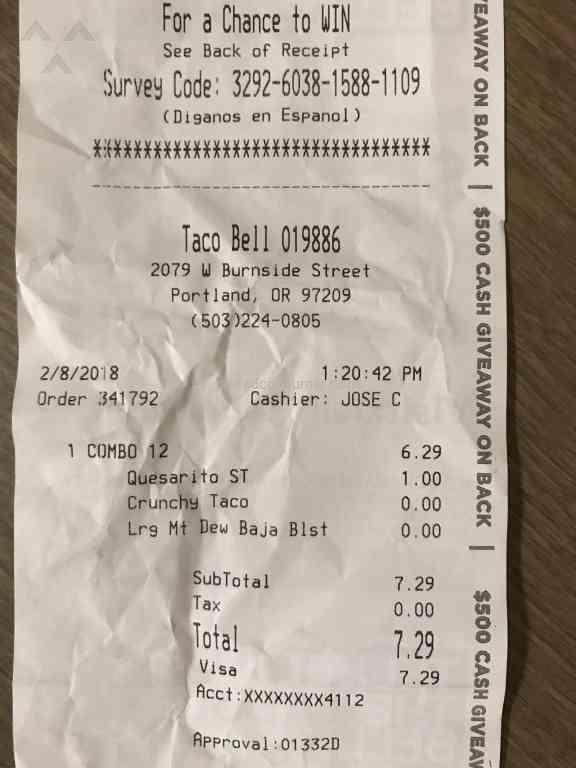 For a Chance to WIN
See Back of Receipt
Survey Code: 3292-6038-1588-1109
(Diganos en Espanol)
*********************************
----------------------------------
Taco Bell 019886
2079 W Burnside Street
Portland, OR 97209
(503)224-0805
2/8/2018 1:20:42 PM
Order 341792 Cashier: JOSE C
1 COMBO 12 6.29
Quesarito ST 1.00
Crunchy Taco 0.00
Lrg Mt Dew Baja Blst 0.00
SubTotal 7.29
Tax 0.00
Total 7.29
Visa 7.29
Acct:XXXXXXXX4112
Approval:01332D
ON BACK | $500 CASH GIVEAWAY ON BACK | $500 CASH